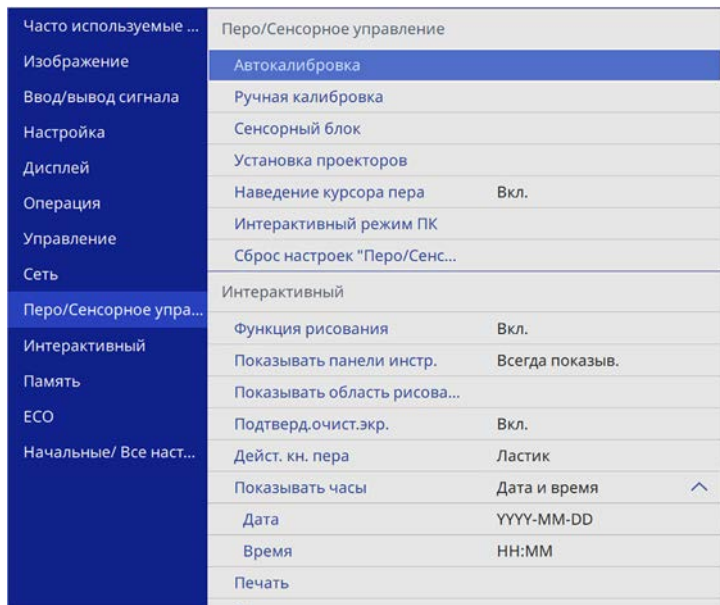 Часто используемые ...
Изображение
Ввод/вывод сигнала
Настройка
Дисплей
Операция
Управление
Сеть
Перо/Сенсорное упра...
Интерактивный
Память
ECO
Начальные/ Все наст...
Перо/Сенсорное управление
Автокалибровка
Ручная калибровка
Сенсорный блок
Установка проекторов
Наведение курсора пера Вкл.
Интерактивный режим ПК
Сброс настроек "Перо/Сенс...
Интерактивный
Функция рисования Вкл.
Показывать панели инстр. Всегда показыв.
Показывать область рисова...
Подтверд.очист.экр. Вкл.
Дейст. кн. пера Ластик
Показывать часы Дата и время
Дата YYYY-MM-DD
Время HH:MM
Печать